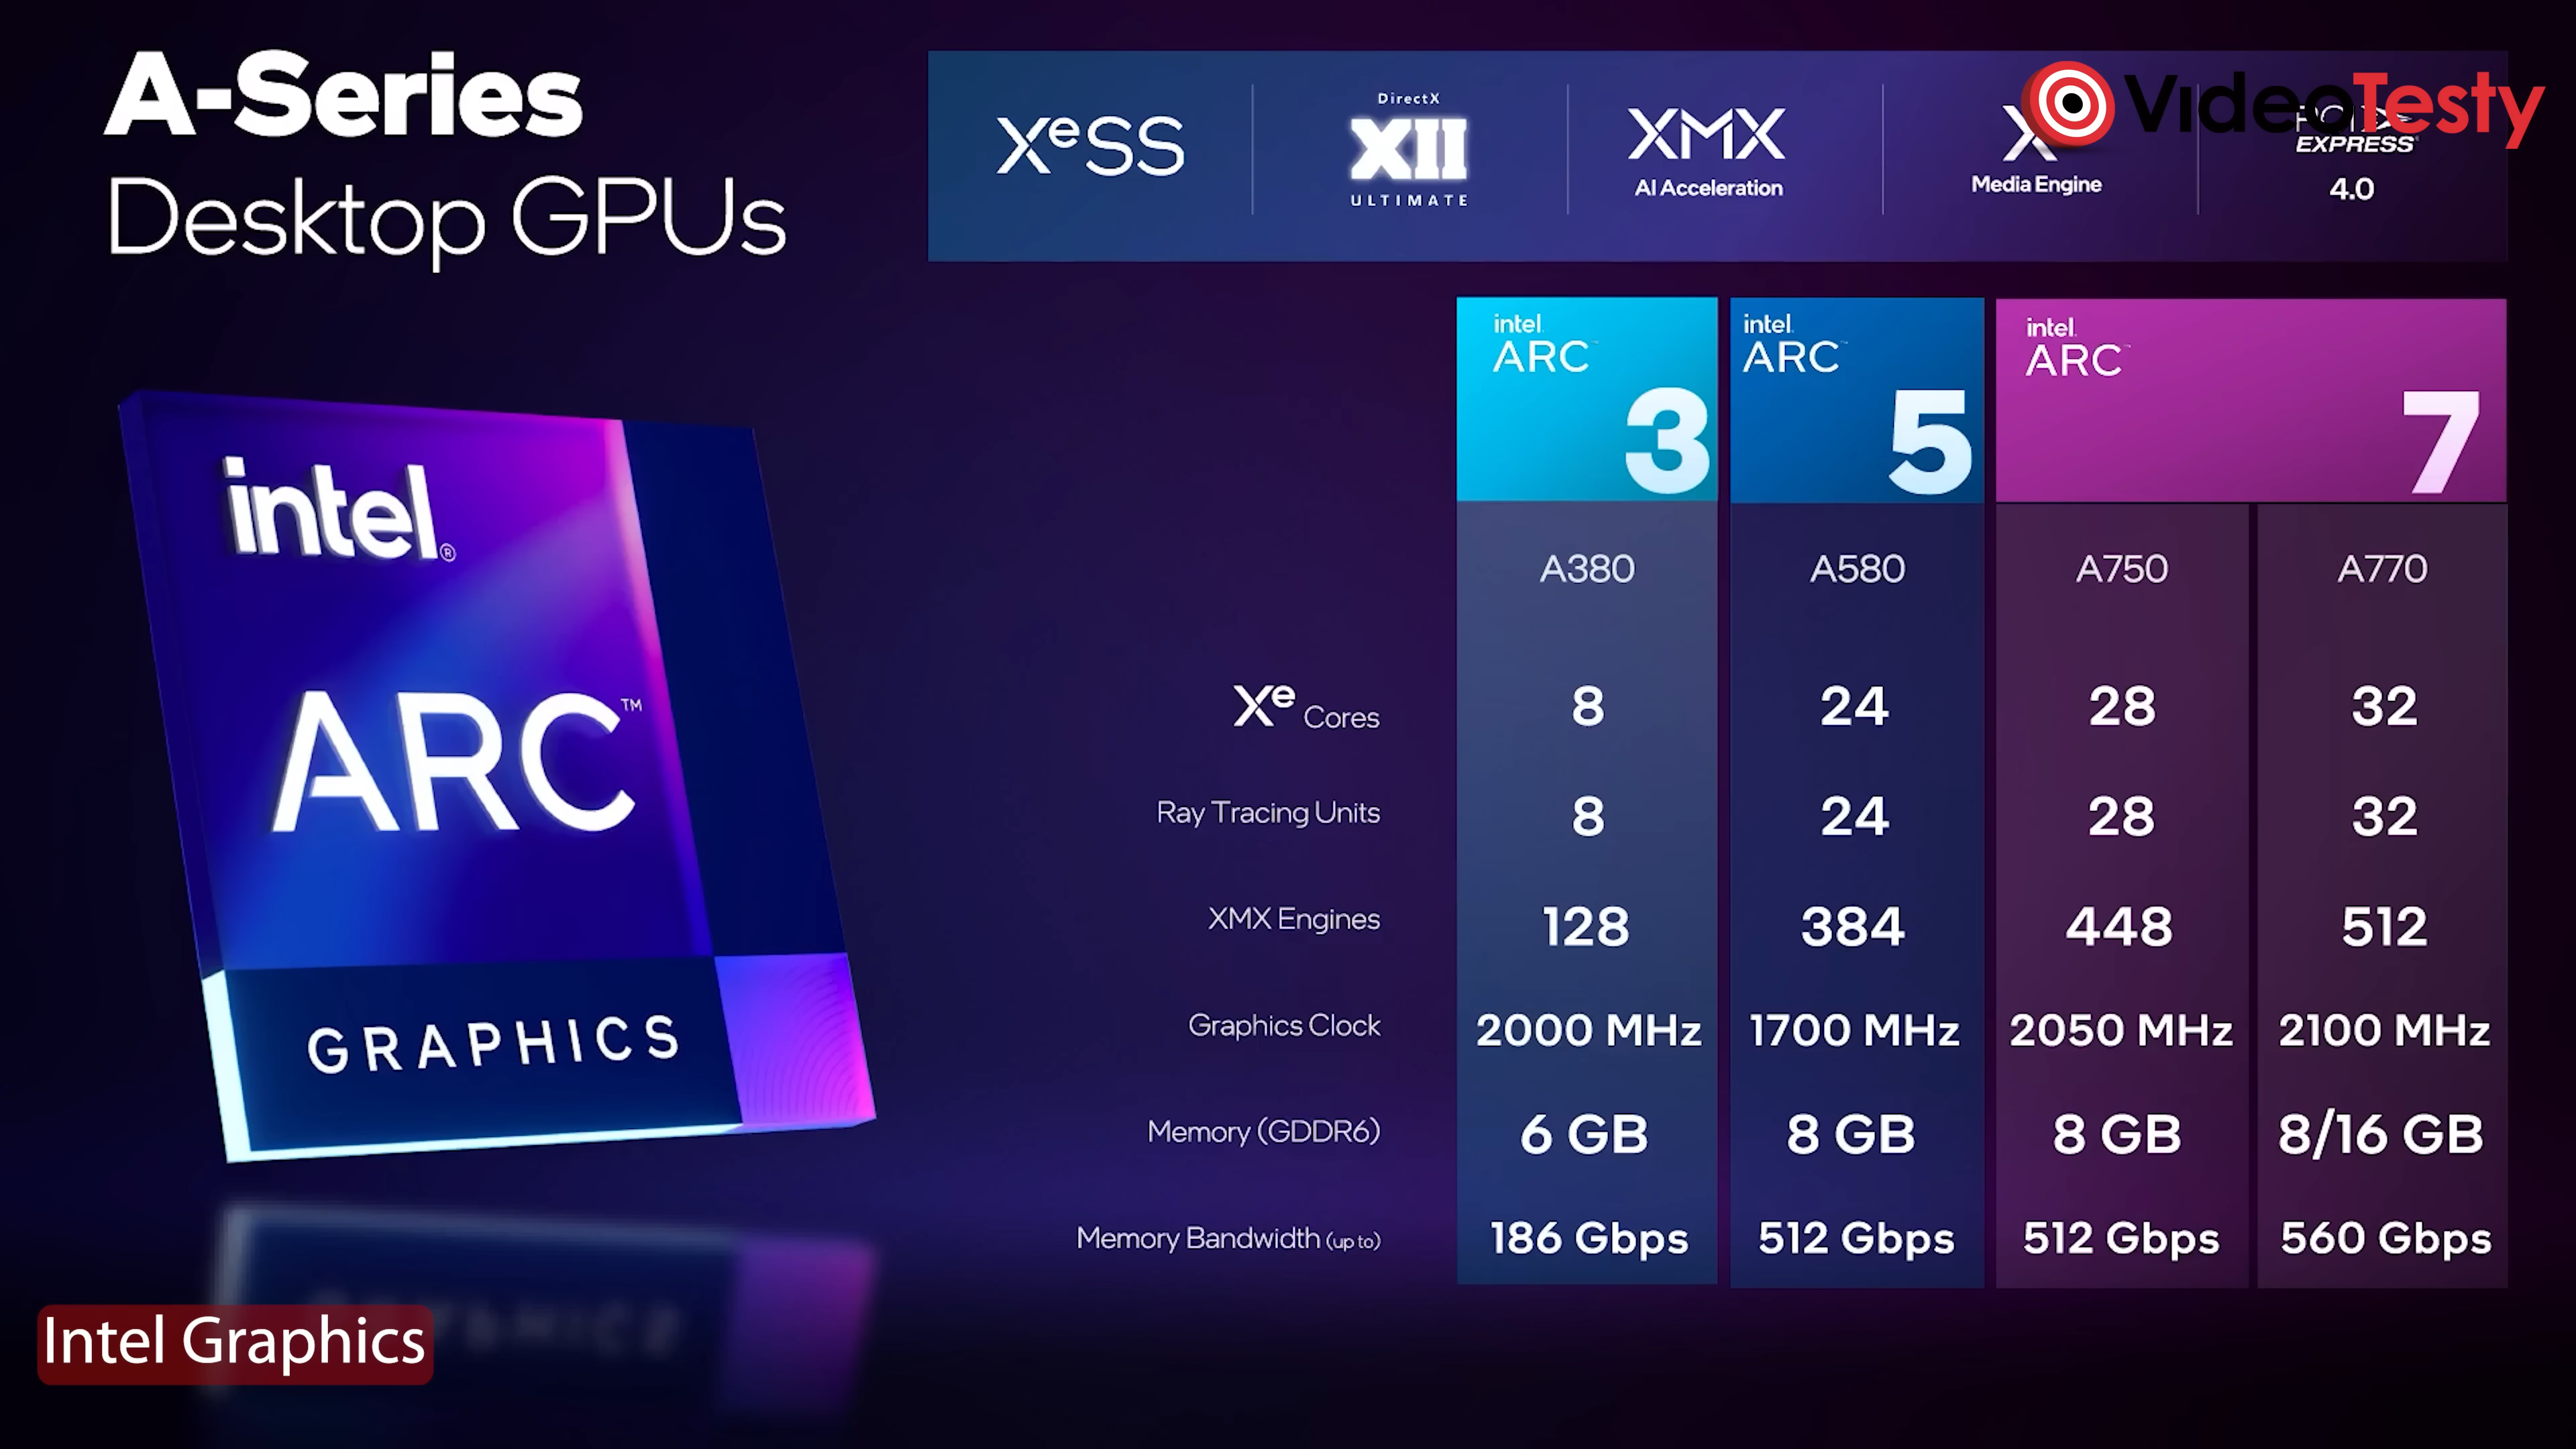 A-Series
Desktop GPUs
XeSS
DirectX
XII
ULTIMATE
XMX
AI Acceleration
Media Engine
EXPRESS
4.0
VideoTesty
intel®
ARC™
GRAPHICS
intel. ARC™ 3
intel. ARC™ 5
intel. ARC™ 7
A380 A580 A750 A770
Xe Cores 8 24 28 32
Ray Tracing Units 8 24 28 32
XMX Engines 128 384 448 512
Graphics Clock 2000 MHz 1700 MHz 2050 MHz 2100 MHz
Memory (GDDR6) 6 GB 8 GB 8 GB 8/16 GB
Memory Bandwidth (up to) 186 Gbps 512 Gbps 512 Gbps 560 Gbps
Intel Graphics